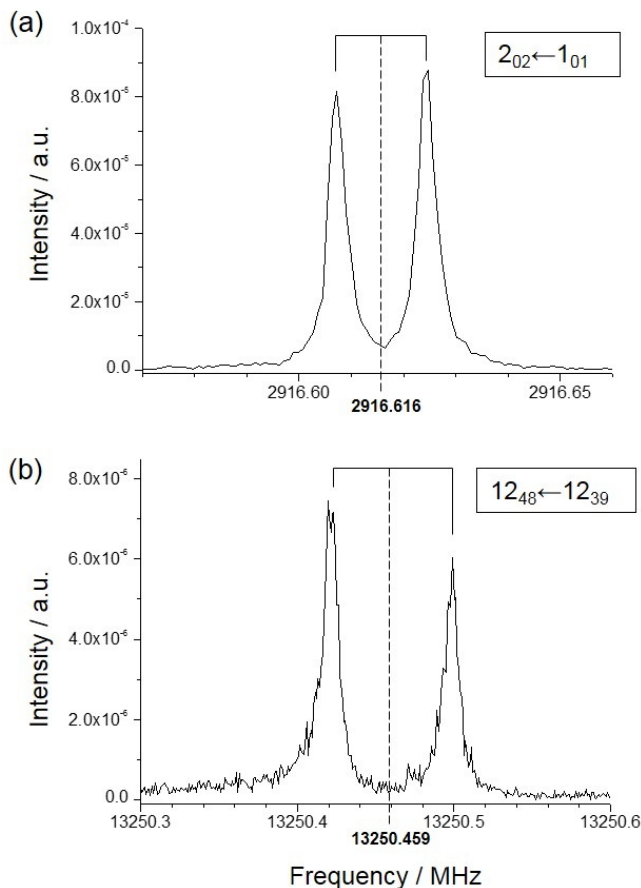 (a)
1.0x10⁻⁴
8.0x10⁻⁵
6.0x10⁻⁵
4.0x10⁻⁵
2.0x10⁻⁵
0.0
Intensity / a.u.
2₀₂←1₀₁
2916.60
2916.616
2916.65
(b)
8.0x10⁻⁶
6.0x10⁻⁶
4.0x10⁻⁶
2.0x10⁻⁶
0.0
Intensity / a.u.
12₄₈←12₃₉
13250.3
13250.4
13250.459
13250.5
13250.6
Frequency / MHz